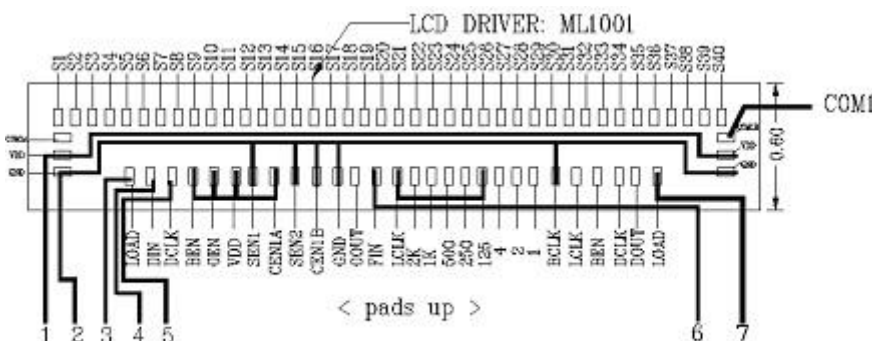 LCD DRIVER: ML1001
S1 S2 S3 S4 S5 S6 S7 S8 S9 S10 S11 S12 S13 S14 S15 S16 S17 S18 S19 S20 S21 S22 S23 S24 S25 S26 S27 S28 S29 S30 S31 S32 S33 S34 S35 S36 S37 S38 S39 S40
COM1
VDD VDD
GND GND
0.60
LOAD DIN DCLK BEN OEN VDD SEN1 CEN1A SEN2 CEN1B GND OOUT FIN LCLK 2K 1K 500 250 125 4 2 1 BCLK LCLK BEN DCLK DOUT LOAD
< pads up >
1 2 3 4 5 6 7